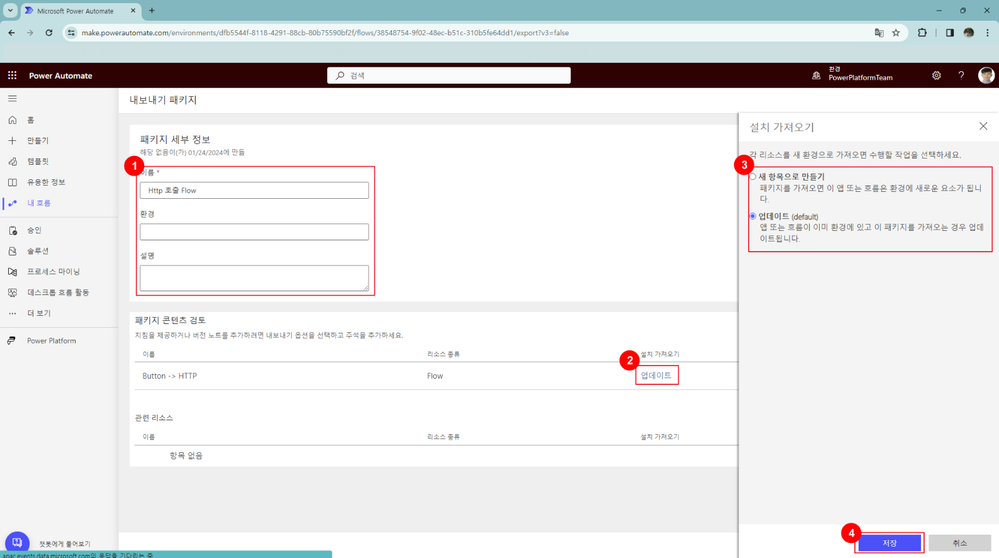 Microsoft Power Automate
make.powerautomate.com/environments/dfb5544f-8118-4291-88cb-80b75590bf2f/flows/38548754-9f02-48ec-b51c-310b5fe64dd1/export?v3=false
Power Automate
검색
환경
PowerPlatformTeam
홈
만들기
템플릿
유용한 정보
내 흐름
승인
솔루션
프로세스 마이닝
데스크톱 흐름 활동
더 보기
Power Platform
챗봇에게 물어보기
apac.events.data.microsoft.com의 응답을 기다리는 중
내보내기 패키지
패키지 세부 정보
해당 없음이(가) 01/24/2024에 만듦
1
이름 *
Http 호출 Flow
환경
설명
패키지 콘텐츠 검토
지침을 제공하거나 버전 노트를 추가하려면 내보내기 옵션을 선택하고 주석을 추가하세요.
이름 리소스 종류 설치 가져오기
2
Button -> HTTP Flow 업데이트
관련 리소스
이름 리소스 종류 설치 가져오기
항목 없음
설치 가져오기
각 리소스를 새 환경으로 가져오면 수행할 작업을 선택하세요.
3
새 항목으로 만들기
패키지를 가져오면 이 앱 또는 흐름은 환경에 새로운 요소가 됩니
다.
업데이트 (default)
앱 또는 흐름이 이미 환경에 있고 이 패키지를 가져오는 경우 업데
이트됩니다.
4
저장 취소